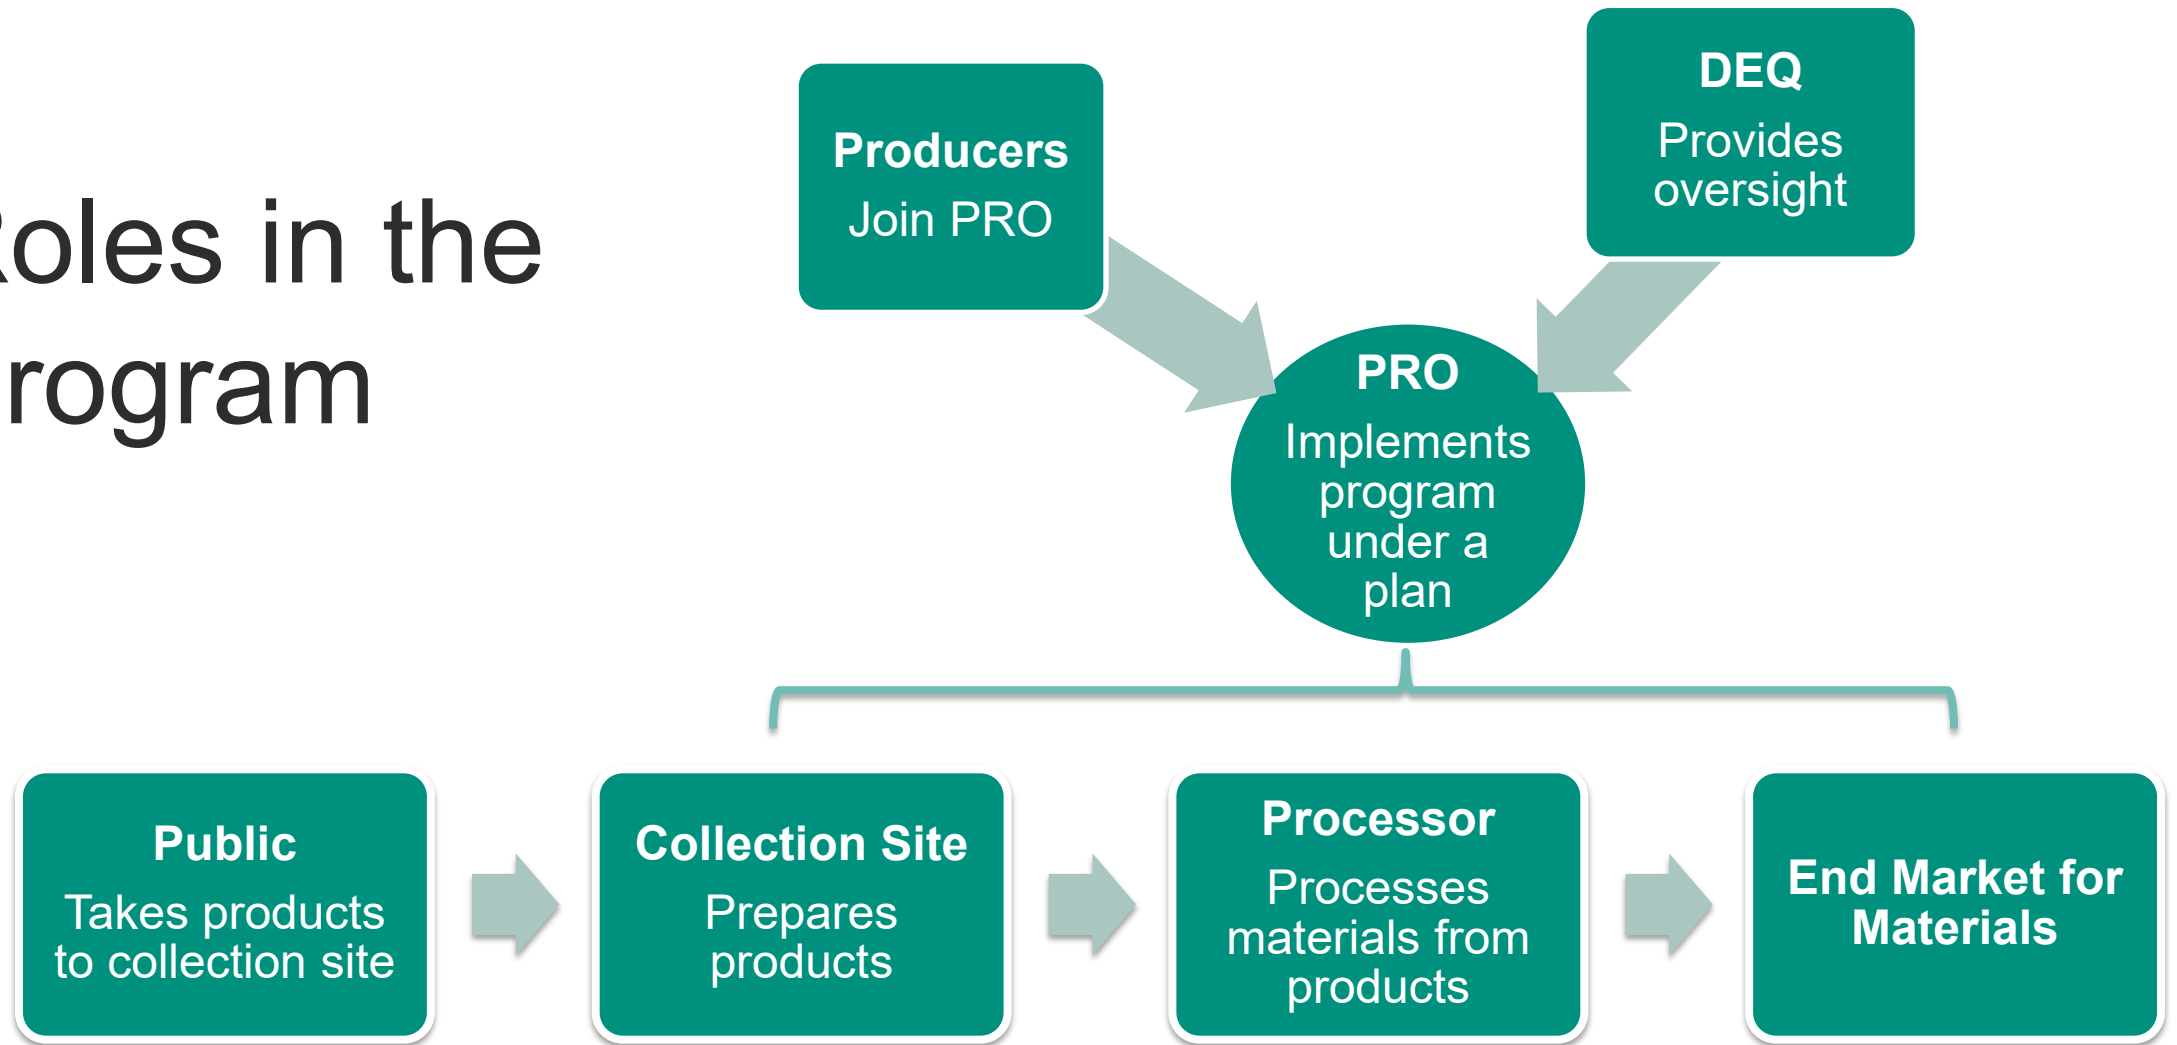 Roles in the
rogram
Producers
Join PRO
DEQ
Provides
oversight
PRO
Implements
program
under a
plan
Public
Takes products
to collection site
Collection Site
Prepares
products
Processor
Processes
materials from
products
End Market for
Materials